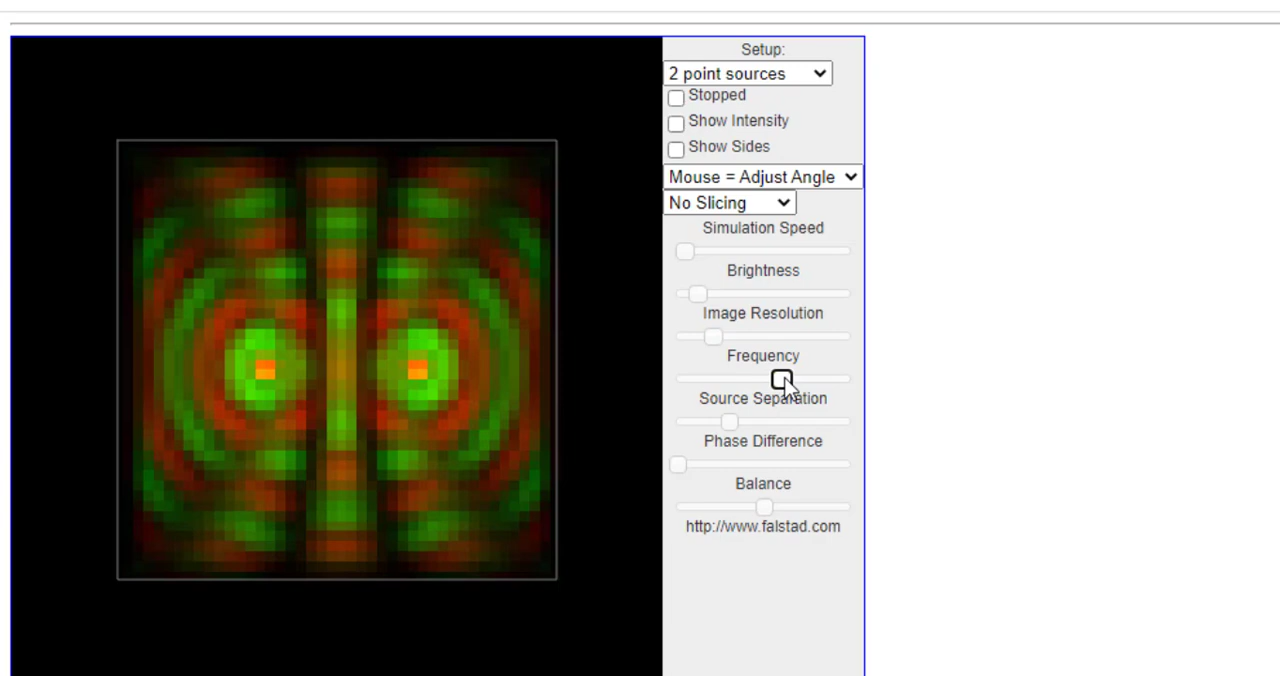 Setup:
2 point sources
Stopped
Show Intensity
Show Sides
Mouse = Adjust Angle
No Slicing
Simulation Speed
Brightness
Image Resolution
Frequency
Source Separation
Phase Difference
Balance
http://www.falstad.com